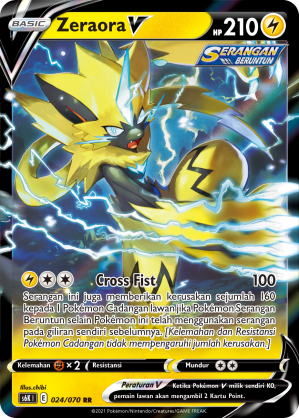 BASIC
Zeraora V
HP 210
SERANGAN BERUNTUN
Cross Fist 100
Serangan ini juga memberikan kerusakan sejumlah 160
kepada 1 Pokémon Cadangan lawan jika Pokémon Serangan
Beruntun selain Pokémon ini telah menggunakan serangan
pada giliran sendiri sebelumnya. [Kelemahan dan Resistansi
Pokémon Cadangan tidak mempengaruhi jumlah kerusakan.]
Kelemahan ×2 Resistansi Mundur
Illus.chibi
s6K I E 024/070 RR
Peraturan V Ketika Pokémon V milik sendiri KO,
pemain lawan akan mengambil 2 Kartu Point.
©2021 Pokémon/Nintendo/Creatures/GAME FREAK.